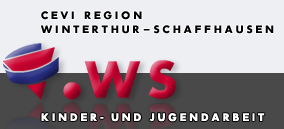 CEVI REGION
WINTERTHUR–SCHAFFHAUSEN
.WS
KINDER- UND JUGENDARBEIT